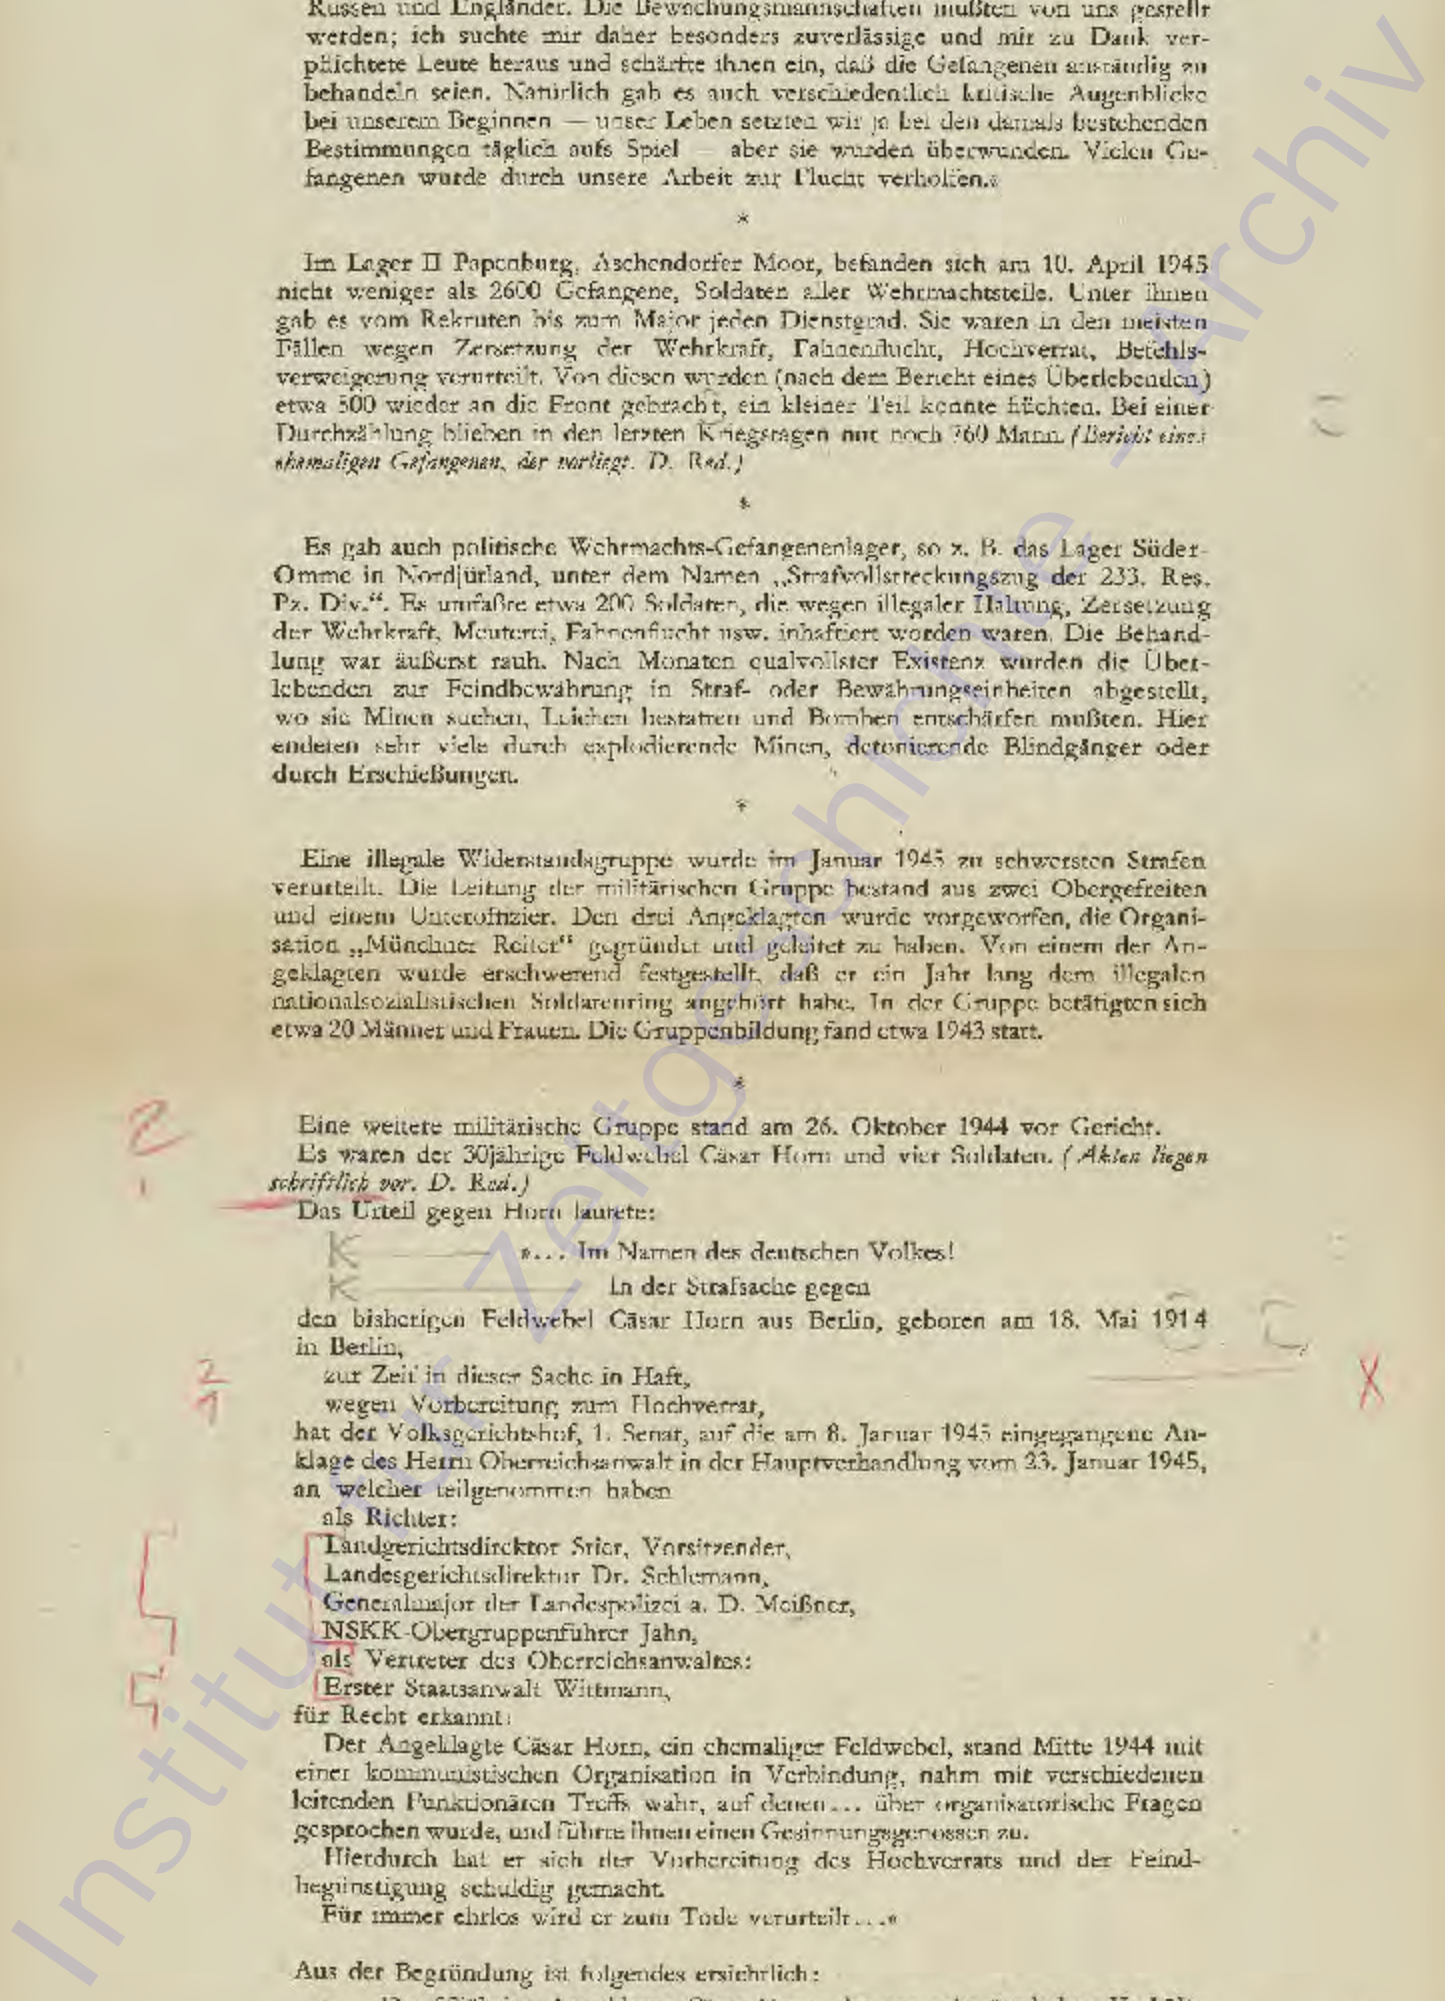 Russen und Engländer. Die Bewachungsmannschaften mußten von uns gestellt
werden; ich suchte mir daher besonders zuverlässige und mir zu Dank ver-
pflichtete Leute heraus und schärfte ihnen ein, daß die Gefangenen anständig zu
behandeln seien. Natürlich gab es auch verschiedentlich kritische Augenblicke
bei unserem Beginnen — unser Leben setzten wir ja bei den damals bestehenden
Bestimmungen täglich aufs Spiel — aber sie wurden überwunden. Vielen Ge-
fangenen wurde durch unsere Arbeit zur Flucht verholfen.«
*
Im Lager II Papenburg, Aschendorfer Moor, befanden sich am 10. April 1945
nicht weniger als 2600 Gefangene, Soldaten aller Wehrmachtsteile. Unter ihnen
gab es vom Rekruten bis zum Major jeden Dienstgrad. Sie waren in den meisten
Fällen wegen Zersetzung der Wehrkraft, Fahnenflucht, Hochverrat, Befehls-
verweigerung verurteilt. Von diesen wurden (nach dem Bericht eines Überlebenden)
etwa 500 wieder an die Front gebracht, ein kleiner Teil konnte flüchten. Bei einer
Durchzählung blieben in den letzten Kriegstagen nur noch 760 Mann. (Bericht eines
ehemaligen Gefangenen, der vorliegt. D. Red.)
*
Es gab auch politische Wehrmachts-Gefangenenlager, so z. B. das Lager Süder-
Omme in Nordjütland, unter dem Namen „Strafvollstreckungszug der 233. Res.
Pz. Div.“. Es umfaßte etwa 200 Soldaten, die wegen illegaler Haltung, Zersetzung
der Wehrkraft, Meuterei, Fahnenflucht usw. inhaftiert worden waren. Die Behand-
lung war äußerst rauh. Nach Monaten qualvollster Existenz wurden die Über-
lebenden zur Feindbewährung in Straf- oder Bewährungseinheiten abgestellt,
wo sie Minen suchen, Leichen bestatten und Bomben entschärfen mußten. Hier
endeten sehr viele durch explodierende Minen, detonierende Blindgänger oder
durch Erschießungen.
*
Eine illegale Widerstandsgruppe wurde im Januar 1945 zu schwersten Strafen
verurteilt. Die Leitung der militärischen Gruppe bestand aus zwei Obergefreiten
und einem Unteroffizier. Den drei Angeklagten wurde vorgeworfen, die Organi-
sation „Münchner Reiter“ gegründet und geleitet zu haben. Von einem der An-
geklagten wurde erschwerend festgestellt, daß er ein Jahr lang dem illegalen
nationalsozialistischen Soldatenring angehört habe. In der Gruppe betätigten sich
etwa 20 Männer und Frauen. Die Gruppenbildung fand etwa 1943 statt.
*
Eine weitere militärische Gruppe stand am 26. Oktober 1944 vor Gericht.
Es waren der 30jährige Feldwebel Cäsar Horn und vier Soldaten. (Akten liegen
schriftlich vor. D. Red.)
Das Urteil gegen Horn lautete:
»... Im Namen des deutschen Volkes!
In der Strafsache gegen
den bisherigen Feldwebel Cäsar Horn aus Berlin, geboren am 18. Mai 1914
in Berlin,
zur Zeit in dieser Sache in Haft,
wegen Vorbereitung zum Hochverrat,
hat der Volksgerichtshof, 1. Senat, auf die am 8. Januar 1945 eingegangene An-
klage des Herrn Oberreichsanwalt in der Hauptverhandlung vom 23. Januar 1945,
an welcher teilgenommen haben
als Richter:
Landgerichtsdirektor Stier, Vorsitzender,
Landesgerichtsdirektor Dr. Schlemann,
Generalmajor der Landespolizei a. D. Meißner,
NSKK-Obergruppenführer Jahn,
als Vertreter des Oberreichsanwaltes:
Erster Staatsanwalt Wittmann,
für Recht erkannt:
Der Angeklagte Cäsar Horn, ein ehemaliger Feldwebel, stand Mitte 1944 mit
einer kommunistischen Organisation in Verbindung, nahm mit verschiedenen
leitenden Funktionären Treffs wahr, auf denen... über organisatorische Fragen
gesprochen wurde, und führte ihnen einen Gesinnungsgenossen zu.
Hierdurch hat er sich der Vorbereitung des Hochverrats und der Feind-
begünstigung schuldig gemacht.
Für immer ehrlos wird er zum Tode verurteilt...«
Aus der Begründung ist folgendes ersichtlich:
Institut für Zeitgeschichte - Archiv